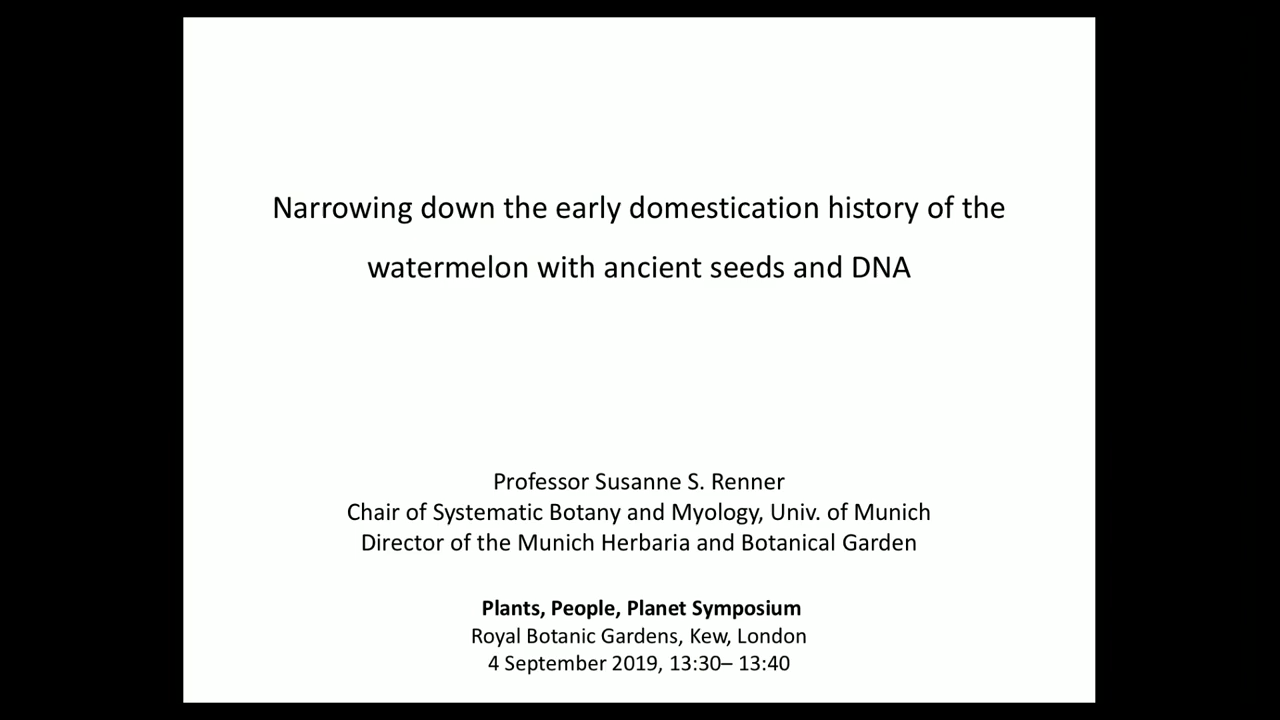 Narrowing down the early domestication history of the
watermelon with ancient seeds and DNA
Professor Susanne S. Renner
Chair of Systematic Botany and Myology, Univ. of Munich
Director of the Munich Herbaria and Botanical Garden
Plants, People, Planet Symposium
Royal Botanic Gardens, Kew, London
4 September 2019, 13:30– 13:40